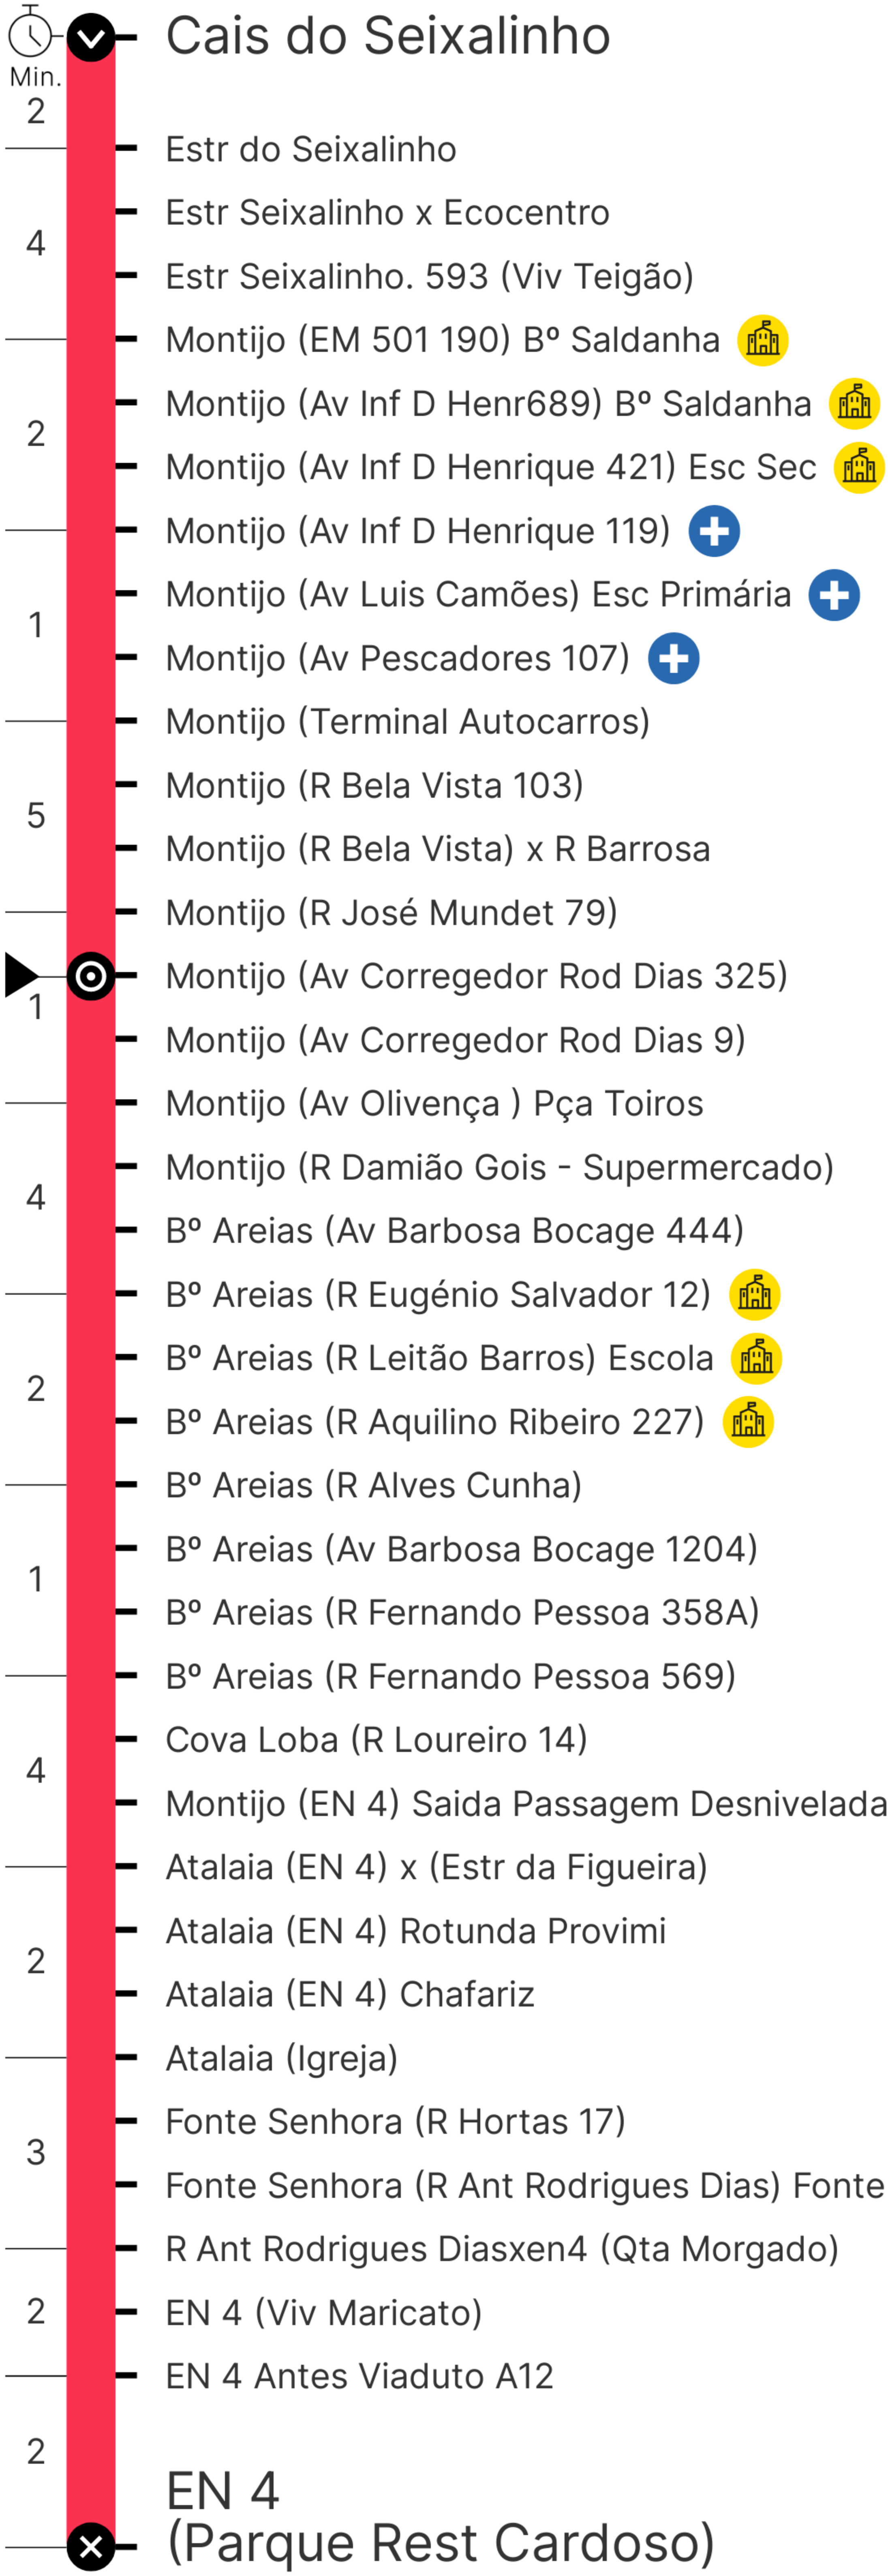 Cais do Seixalinho
Min.
2
Estr do Seixalinho
Estr Seixalinho x Ecocentro
4
Estr Seixalinho. 593 (Viv Teigão)
Montijo (EM 501 190) Bº Saldanha
Montijo (Av Inf D Henr689) Bº Saldanha
2
Montijo (Av Inf D Henrique 421) Esc Sec
Montijo (Av Inf D Henrique 119)
Montijo (Av Luis Camões) Esc Primária
1
Montijo (Av Pescadores 107)
Montijo (Terminal Autocarros)
Montijo (R Bela Vista 103)
5
Montijo (R Bela Vista) x R Barrosa
Montijo (R José Mundet 79)
Montijo (Av Corregedor Rod Dias 325)
1
Montijo (Av Corregedor Rod Dias 9)
Montijo (Av Olivença ) Pça Toiros
Montijo (R Damião Gois - Supermercado)
4
Bº Areias (Av Barbosa Bocage 444)
Bº Areias (R Eugénio Salvador 12)
Bº Areias (R Leitão Barros) Escola
2
Bº Areias (R Aquilino Ribeiro 227)
Bº Areias (R Alves Cunha)
Bº Areias (Av Barbosa Bocage 1204)
1
Bº Areias (R Fernando Pessoa 358A)
Bº Areias (R Fernando Pessoa 569)
Cova Loba (R Loureiro 14)
4
Montijo (EN 4) Saida Passagem Desnivelada
Atalaia (EN 4) x (Estr da Figueira)
Atalaia (EN 4) Rotunda Provimi
2
Atalaia (EN 4) Chafariz
Atalaia (Igreja)
Fonte Senhora (R Hortas 17)
3
Fonte Senhora (R Ant Rodrigues Dias) Fonte
R Ant Rodrigues Diasxen4 (Qta Morgado)
2
EN 4 (Viv Maricato)
EN 4 Antes Viaduto A12
2
EN 4
(Parque Rest Cardoso)